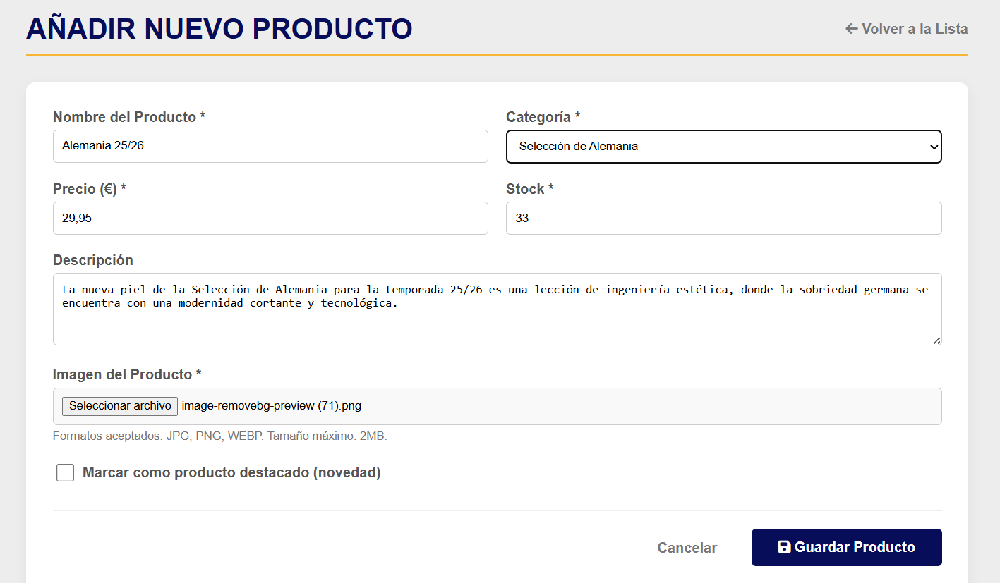 AÑADIR NUEVO PRODUCTO
Volver a la Lista
Nombre del Producto *
Alemania 25/26
Categoría *
Selección de Alemania
Precio (€) *
29,95
Stock *
33
Descripción
La nueva piel de la Selección de Alemania para la temporada 25/26 es una lección de ingeniería estética, donde la sobriedad germana se
encuentra con una modernidad cortante y tecnológica.
Imagen del Producto *
Seleccionar archivo image-removebg-preview (71).png
Formatos aceptados: JPG, PNG, WEBP. Tamaño máximo: 2MB.
Marcar como producto destacado (novedad)
Cancelar
Guardar Producto